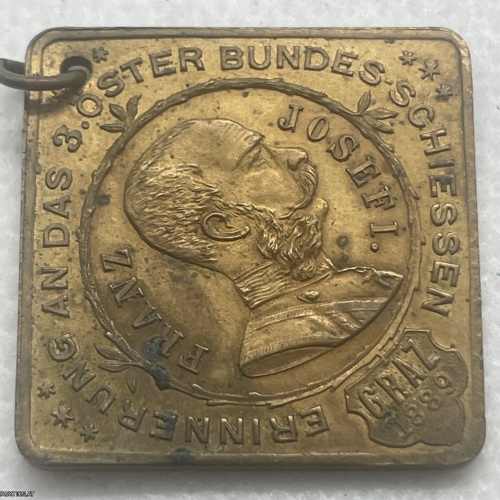 ERINNERUNG AN DAS 3. ÖSTER BUNDES-SCHIESSEN
FRANZ JOSEF I.
GRAZ
1889